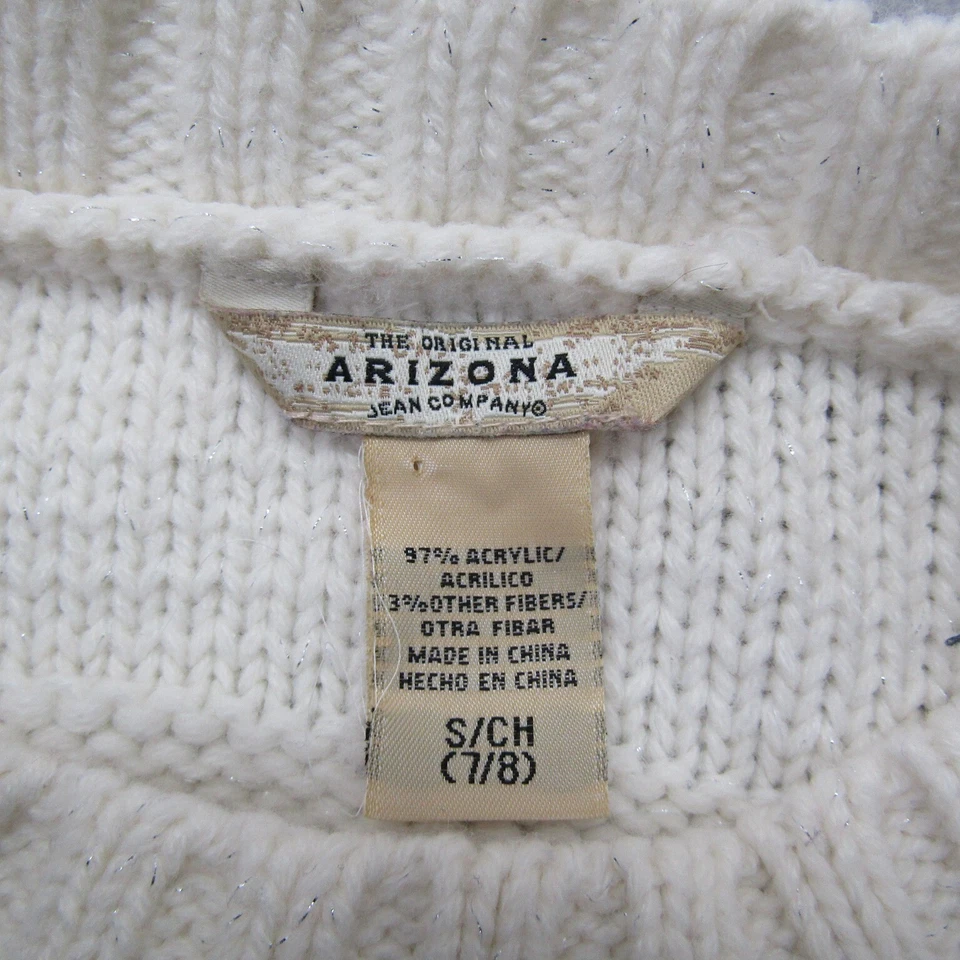 THE ORIGINAL
ARIZONA
JEAN COMPANY®
97% ACRYLIC/
ACRILICO
3%OTHER FIBERS/
OTRA FIBAR
MADE IN CHINA
HECHO EN CHINA
S/CH
(7/8)